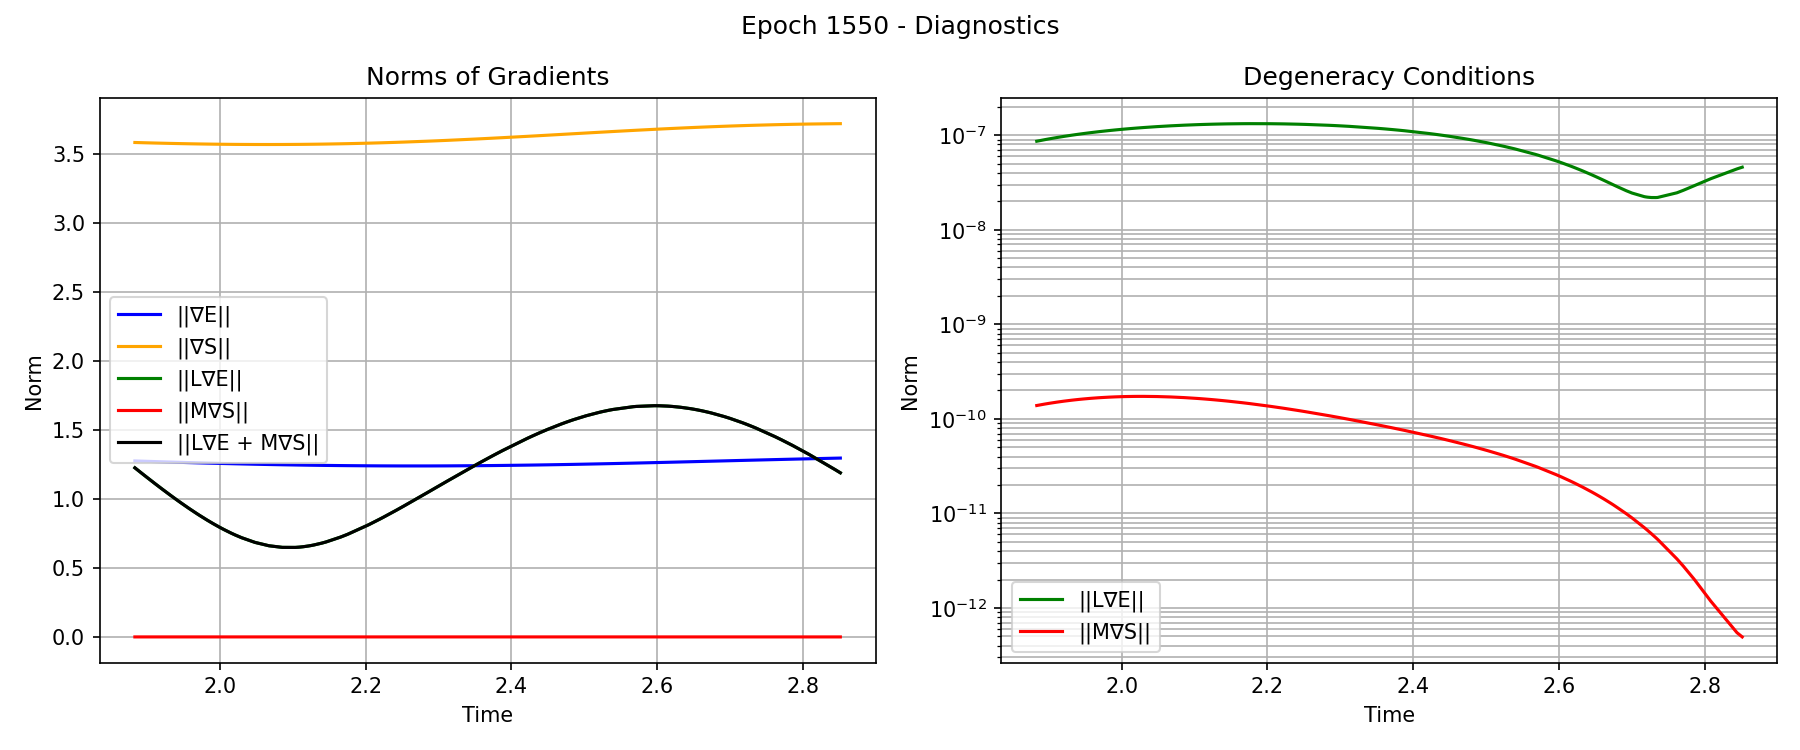 Epoch 1550 - Diagnostics
Norms of Gradients
Norm
3.5
3.0
2.5
2.0
1.5
1.0
0.5
0.0
||∇E||
||∇S||
||L∇E||
||M∇S||
||L∇E + M∇S||
2.0 2.2 2.4 2.6 2.8
Time
Degeneracy Conditions
Norm
10⁻⁷
10⁻⁸
10⁻⁹
10⁻¹⁰
10⁻¹¹
10⁻¹²
||L∇E||
||M∇S||
2.0 2.2 2.4 2.6 2.8
Time